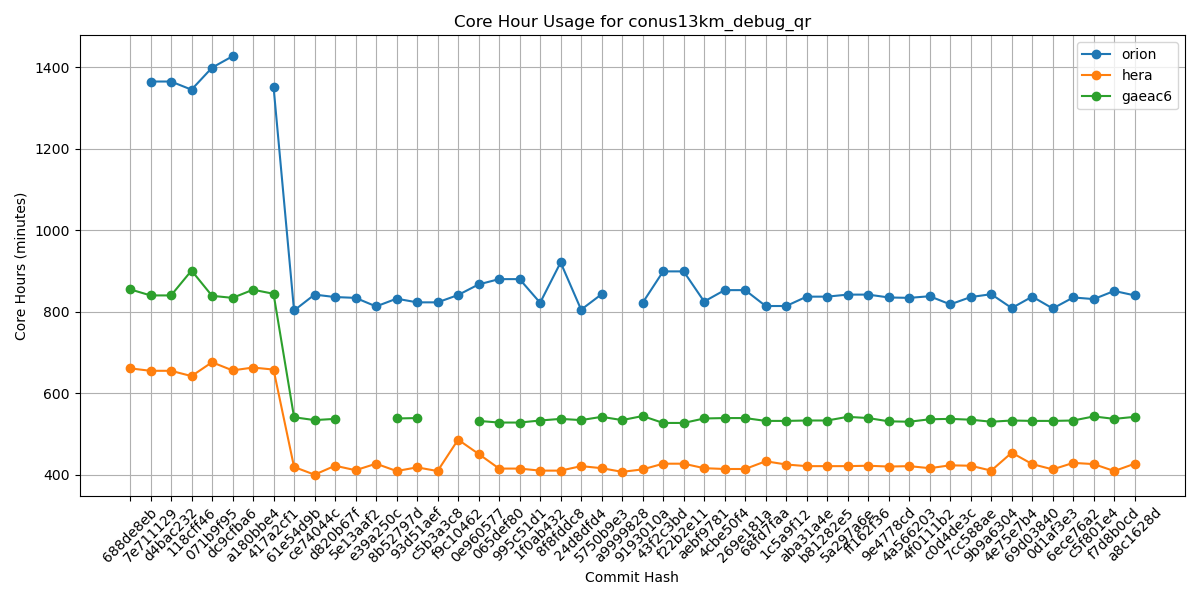 Core Hour Usage for conus13km_debug_qr
orion
hera
gaeac6
Core Hours (minutes)
1400
1200
1000
800
600
400
688de8eb
7e711129
d4bac232
118cff46
071b9f95
dc9cfba6
a180bbe4
417a2cf1
61e54d9b
ce74044c
d820b67f
5e13aaf2
e39a250c
8b52797d
93d51aef
c5b3a3c8
f9c10462
0e960577
065def80
995c51d1
1f0ab432
8f8fddc8
24d8dfd4
5750b9e3
a9999828
9193010a
43f2c3bd
f22b2e11
aebf9781
4cbe50f4
269e181a
68fd7faa
1c5a9f12
aba31a4e
b81282e5
5a297a6e
ff162f36
9e4778cd
4a566203
4f011b2
c0d4de3c
7cc588ae
9b9a6304
4e75e7b4
69d03840
0d1af3e3
6ece76a2
c5f801e4
f7d8b0cd
a8c1628d
Commit Hash